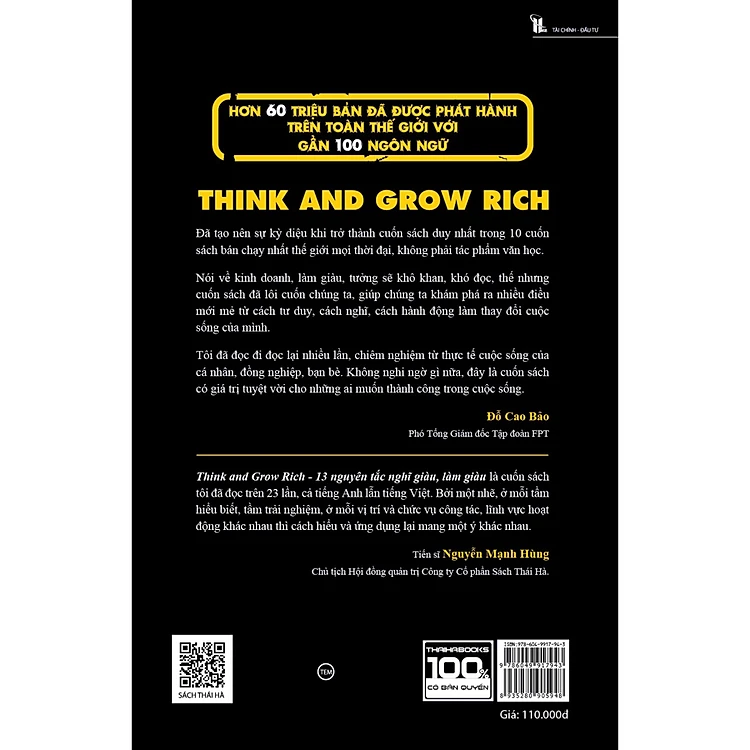 TÀI CHÍNH - ĐẦU TƯ
HƠN 60 TRIỆU BẢN ĐÃ ĐƯỢC PHÁT HÀNH
TRÊN TOÀN THẾ GIỚI VỚI
GẦN 100 NGÔN NGỮ
THINK AND GROW RICH
Đã tạo nên sự kỳ diệu khi trở thành cuốn sách duy nhất trong 10 cuốn
sách bán chạy nhất thế giới mọi thời đại, không phải tác phẩm văn học.
Nói về kinh doanh, làm giàu, tưởng sẽ khô khan, khó đọc, thế nhưng
cuốn sách đã lôi cuốn chúng ta, giúp chúng ta khám phá ra nhiều điều
mới mẻ từ cách tư duy, cách nghĩ, cách hành động làm thay đổi cuộc
sống của mình.
Tôi đã đọc đi đọc lại nhiều lần, chiêm nghiệm từ thực tế cuộc sống của
cá nhân, đồng nghiệp, bạn bè. Không nghi ngờ gì nữa, đây là cuốn sách
có giá trị tuyệt vời cho những ai muốn thành công trong cuộc sống.
Đỗ Cao Bảo
Phó Tổng Giám đốc Tập đoàn FPT
Think and Grow Rich - 13 nguyên tắc nghĩ giàu, làm giàu là cuốn sách
tôi đã đọc trên 23 lần, cả tiếng Anh lẫn tiếng Việt. Bởi một nhẽ, ở mỗi tầm
hiểu biết, tầm trải nghiệm, ở mỗi vị trí và chức vụ công tác, lĩnh vực hoạt
động khác nhau thì cách hiểu và ứng dụng lại mang một ý khác nhau.
Tiến sĩ Nguyễn Mạnh Hùng
Chủ tịch Hội đồng quản trị Công ty Cổ phần Sách Thái Hà.
SÁCH THÁI HÀ
TEM
THAIHABOOKS
100%
CÓ BẢN QUYỀN
ISBN: 978-604-9917-94-3
9 786049 917943
8 935280 905948
Giá: 110.000đ